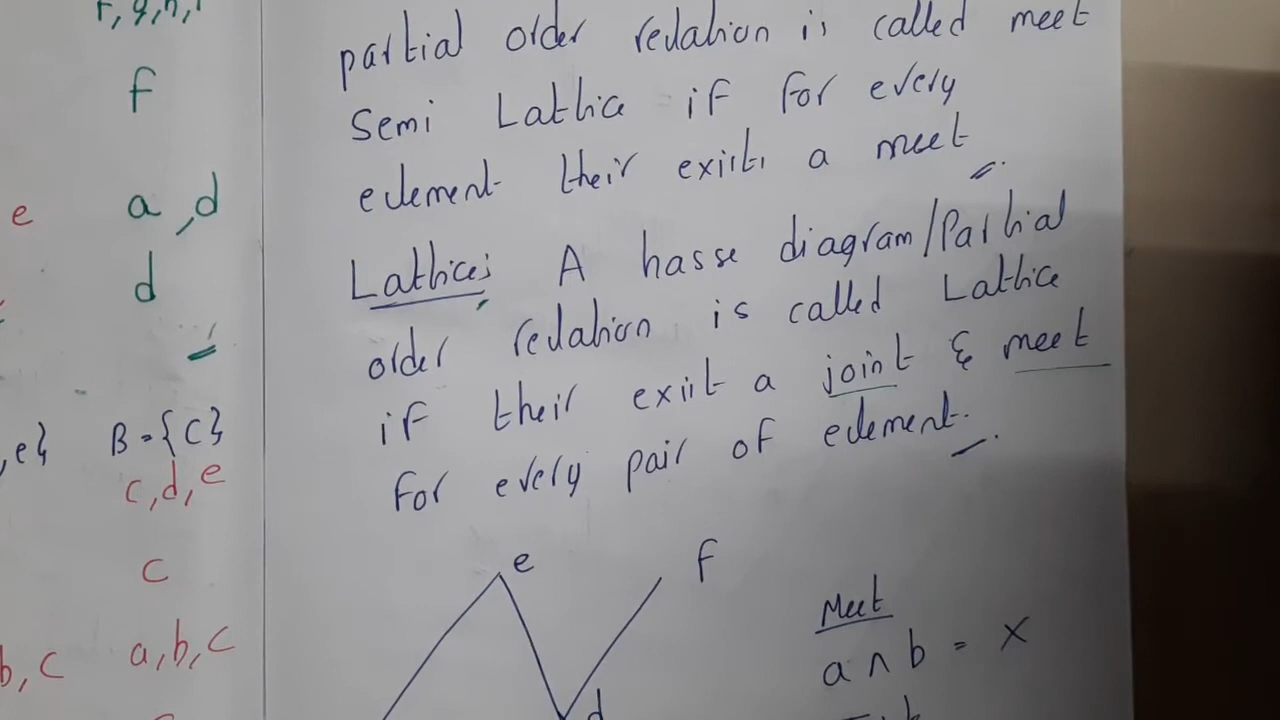 r, g, h, i
f
e a, d
d
, e} B = {C}
c, d, e
c
b, c a, b, c
partial order relation is called meet
Semi Lattice if for every
element their exist a meet
Lattice: A hasse diagram/Partial
order relation is called Lattice
if their exist a joint & meet
for every pair of element.
e f
d
Meet
a ∩ b = x